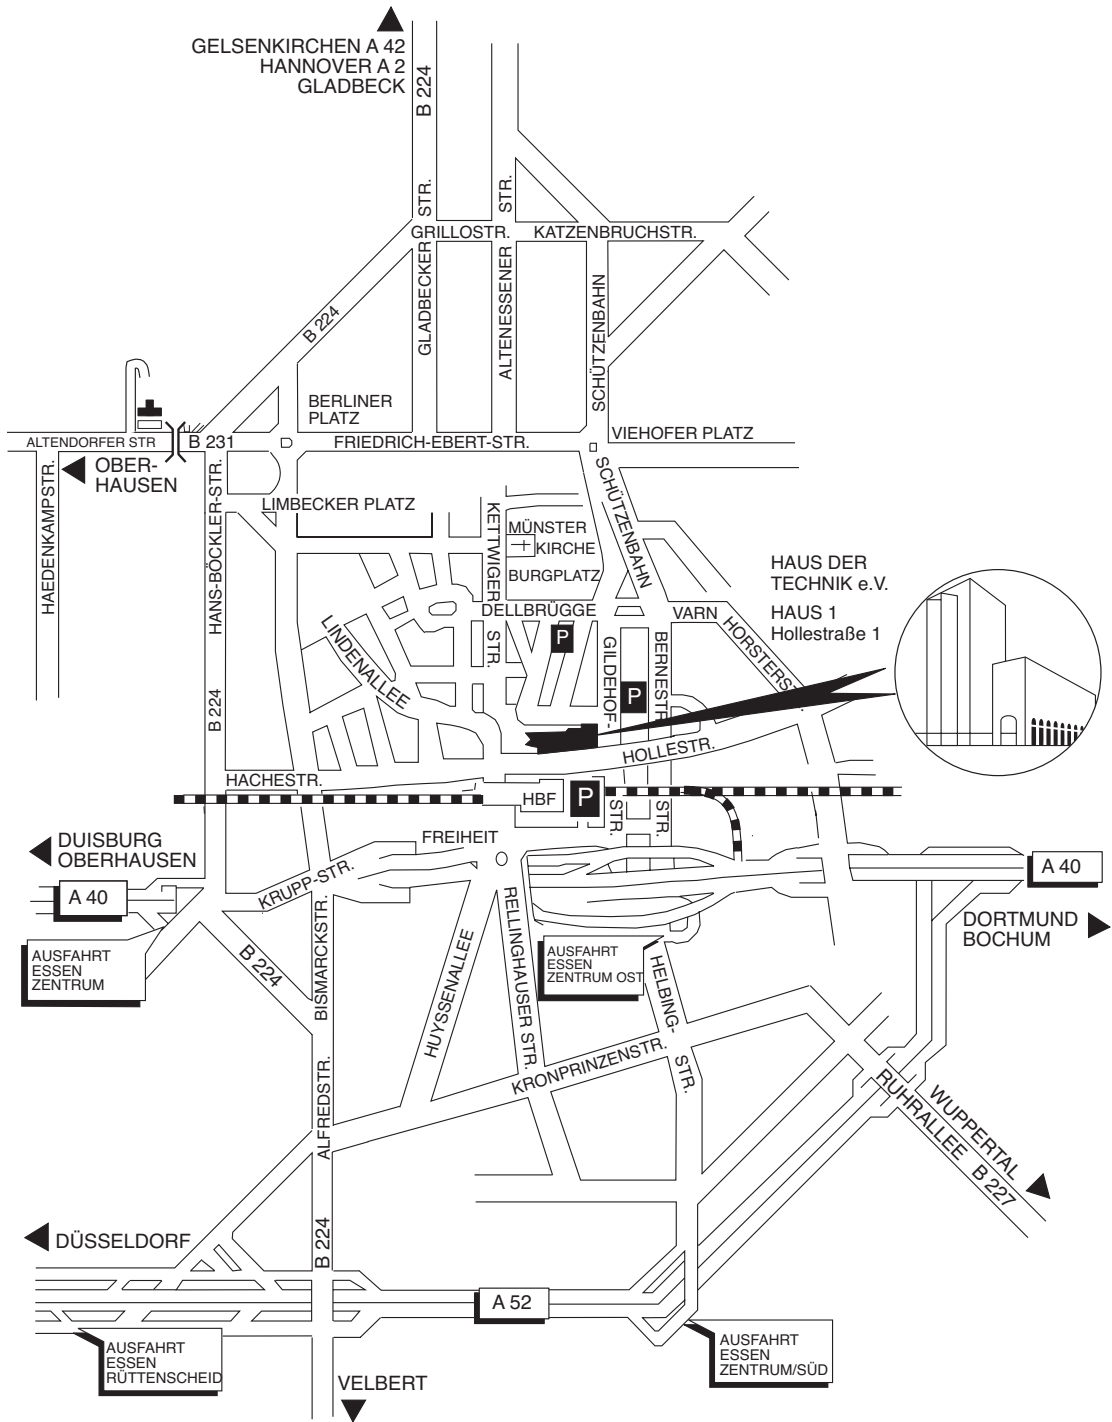 GELSENKIRCHEN A 42
HANNOVER A 2
GLADBECK
B 224
GLADBECKER STR.
ALTENESSENER STR.
GRILLOSTR.
KATZENBRUCHSTR.
SCHÜTZENBAHN
B 224
BERLINER
PLATZ
ALTENDORFER STR
B 231
FRIEDRICH-EBERT-STR.
VIEHOFER PLATZ
OBER-
HAUSEN
HAEDENKAMPSTR.
HANS-BÖCKLER-STR.
LIMBECKER PLATZ
KETTWIGER STR.
MÜNSTER
KIRCHE
BURGPLATZ
SCHÜTZENBAHN
DELLBRÜGGE
VARN HORSTERST.
HAUS DER
TECHNIK e.V.
HAUS 1
Hollestraße 1
LINDENALLEE
P
P
GILDEHOF- STR.
BERNESTR STR.
B 224
HOLLESTR.
HACHESTR.
HBF
P
FREIHEIT
DUISBURG
OBERHAUSEN
A 40
KRUPP-STR.
A 40
DORTMUND
BOCHUM
AUSFAHRT
ESSEN
ZENTRUM
B 224
BISMARCKSTR.
HUYSSENALLEE
RELLINGHAUSER STR.
AUSFAHRT
ESSEN
ZENTRUM OST
HELBING- STR.
KRONPRINZENSTR.
ALFREDSTR.
WUPPERTAL
RUHRALLEE B 227
B 224
DÜSSELDORF
A 52
AUSFAHRT
ESSEN
RÜTTENSCHEID
AUSFAHRT
ESSEN
ZENTRUM/SÜD
VELBERT